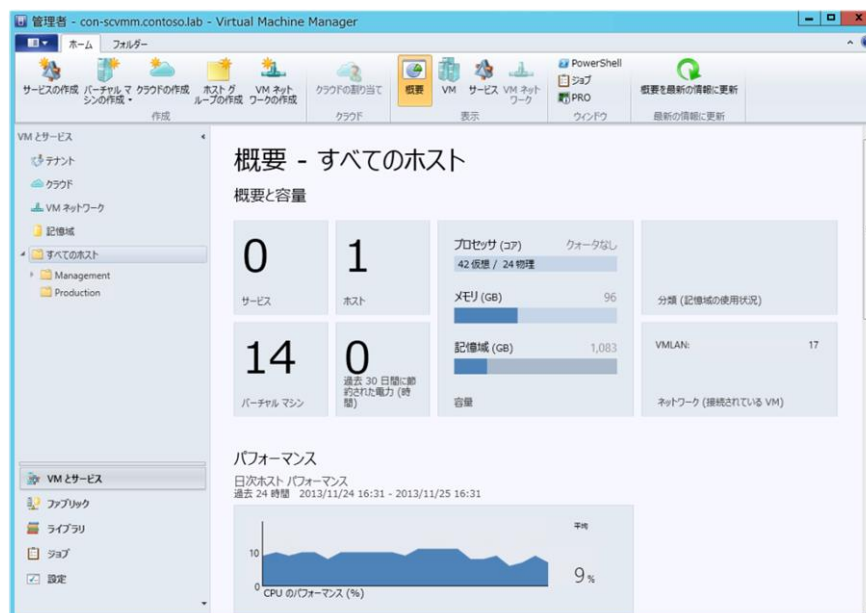 管理者 - con-scvmm.contoso.lab - Virtual Machine Manager
ホーム フォルダー
サービスの作成 バーチャル マシンの作成 クラウドの作成 ホスト グループの作成 VM ネットワークの作成
作成
クラウドの割り当て
クラウド
概要 VM サービス VM ネットワーク
表示
PowerShell
ジョブ
PRO
ウィンドウ
概要を最新の情報に更新
最新の情報に更新
VM とサービス
テナント
クラウド
VM ネットワーク
記憶域
すべてのホスト
Management
Production
VM とサービス
ファブリック
ライブラリ
ジョブ
設定
概要 - すべてのホスト
概要と容量
0
サービス
1
ホスト
14
バーチャル マシン
0
過去 30 日間に節
約された電力 (時
間)
プロセッサ (コア) クォータなし
42 仮想 / 24 物理
メモリ (GB) 96
記憶域 (GB) 1,083
容量
分類 (記憶域の使用状況)
VMLAN: 17
ネットワーク (接続されている VM)
パフォーマンス
日次ホスト パフォーマンス
過去 24 時間 2013/11/24 16:31 - 2013/11/25 16:31
10
0
CPU のパフォーマンス (%)
平均
9 %